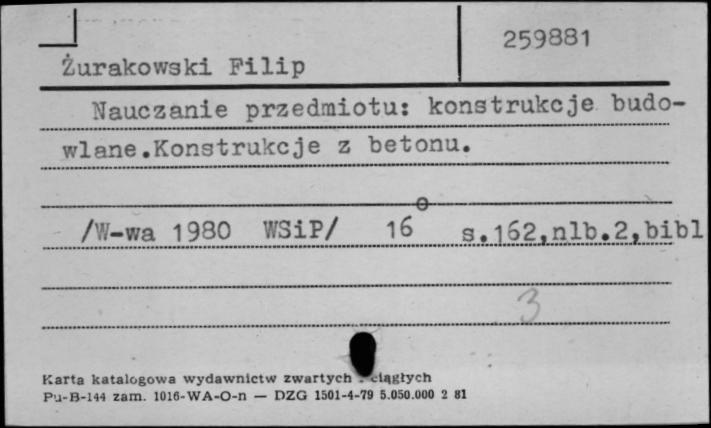 259881
Żurakowski Filip
Nauczanie przedmiotu: konstrukcje budo-
wlane.Konstrukcje z betonu.
/W-wa 1980 WSiP/ 16o s.162,nlb.2,bibl
3
Karta katalogowa wydawnictw zwartych ciągłych
Pu-B-144 zam. 1016-WA-O-n — DZG 1501-4-79 5.050.000 2 81